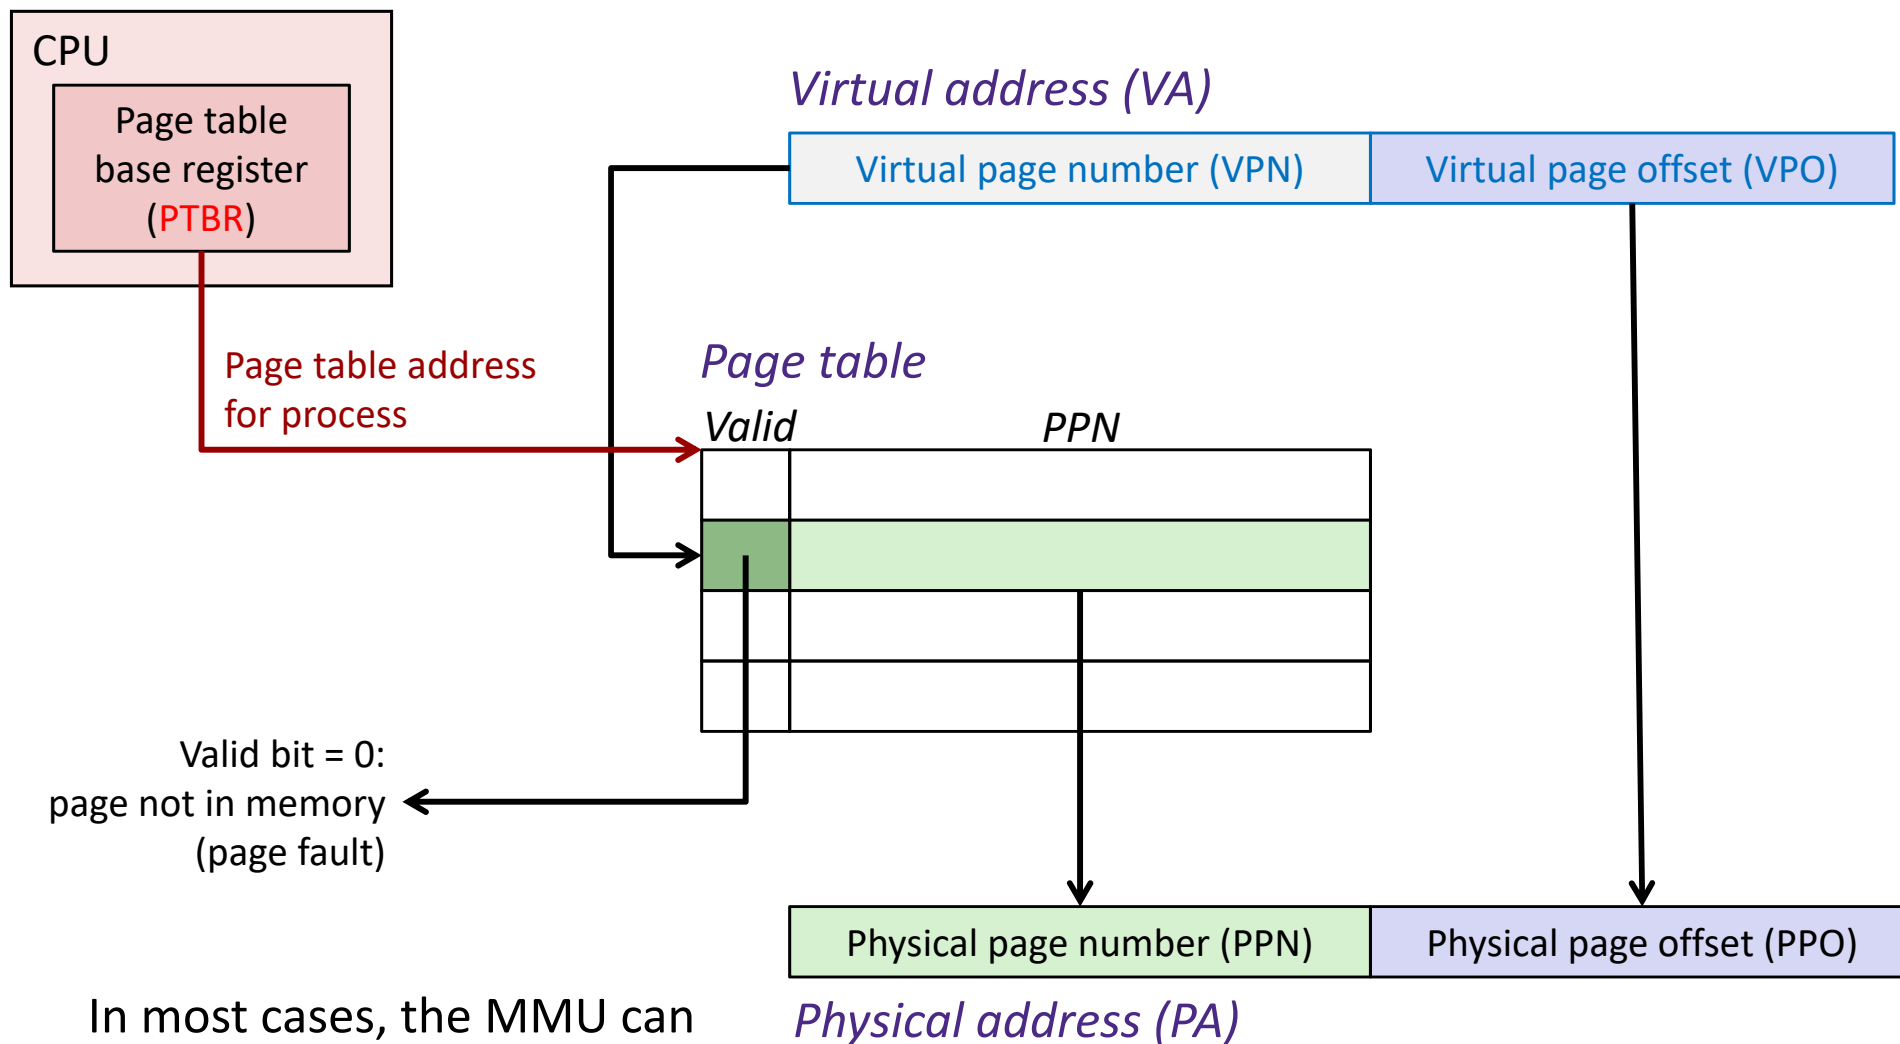 CPU
Page table
base register
(PTBR)
Virtual address (VA)
Virtual page number (VPN)
Virtual page offset (VPO)
Page table address
for process
Page table
Valid
PPN
Valid bit = 0:
page not in memory
(page fault)
Physical page number (PPN)
Physical page offset (PPO)
In most cases, the MMU can
Physical address (PA)